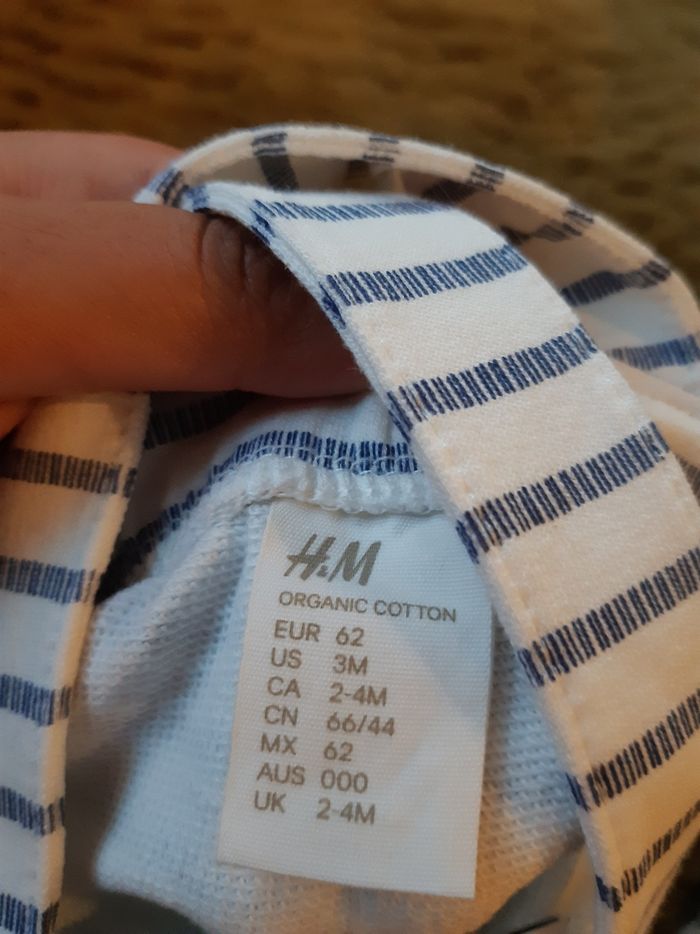 H&M
ORGANIC COTTON
EUR 62
US 3M
CA 2-4M
CN 66/44
MX 62
AUS 000
UK 2-4M